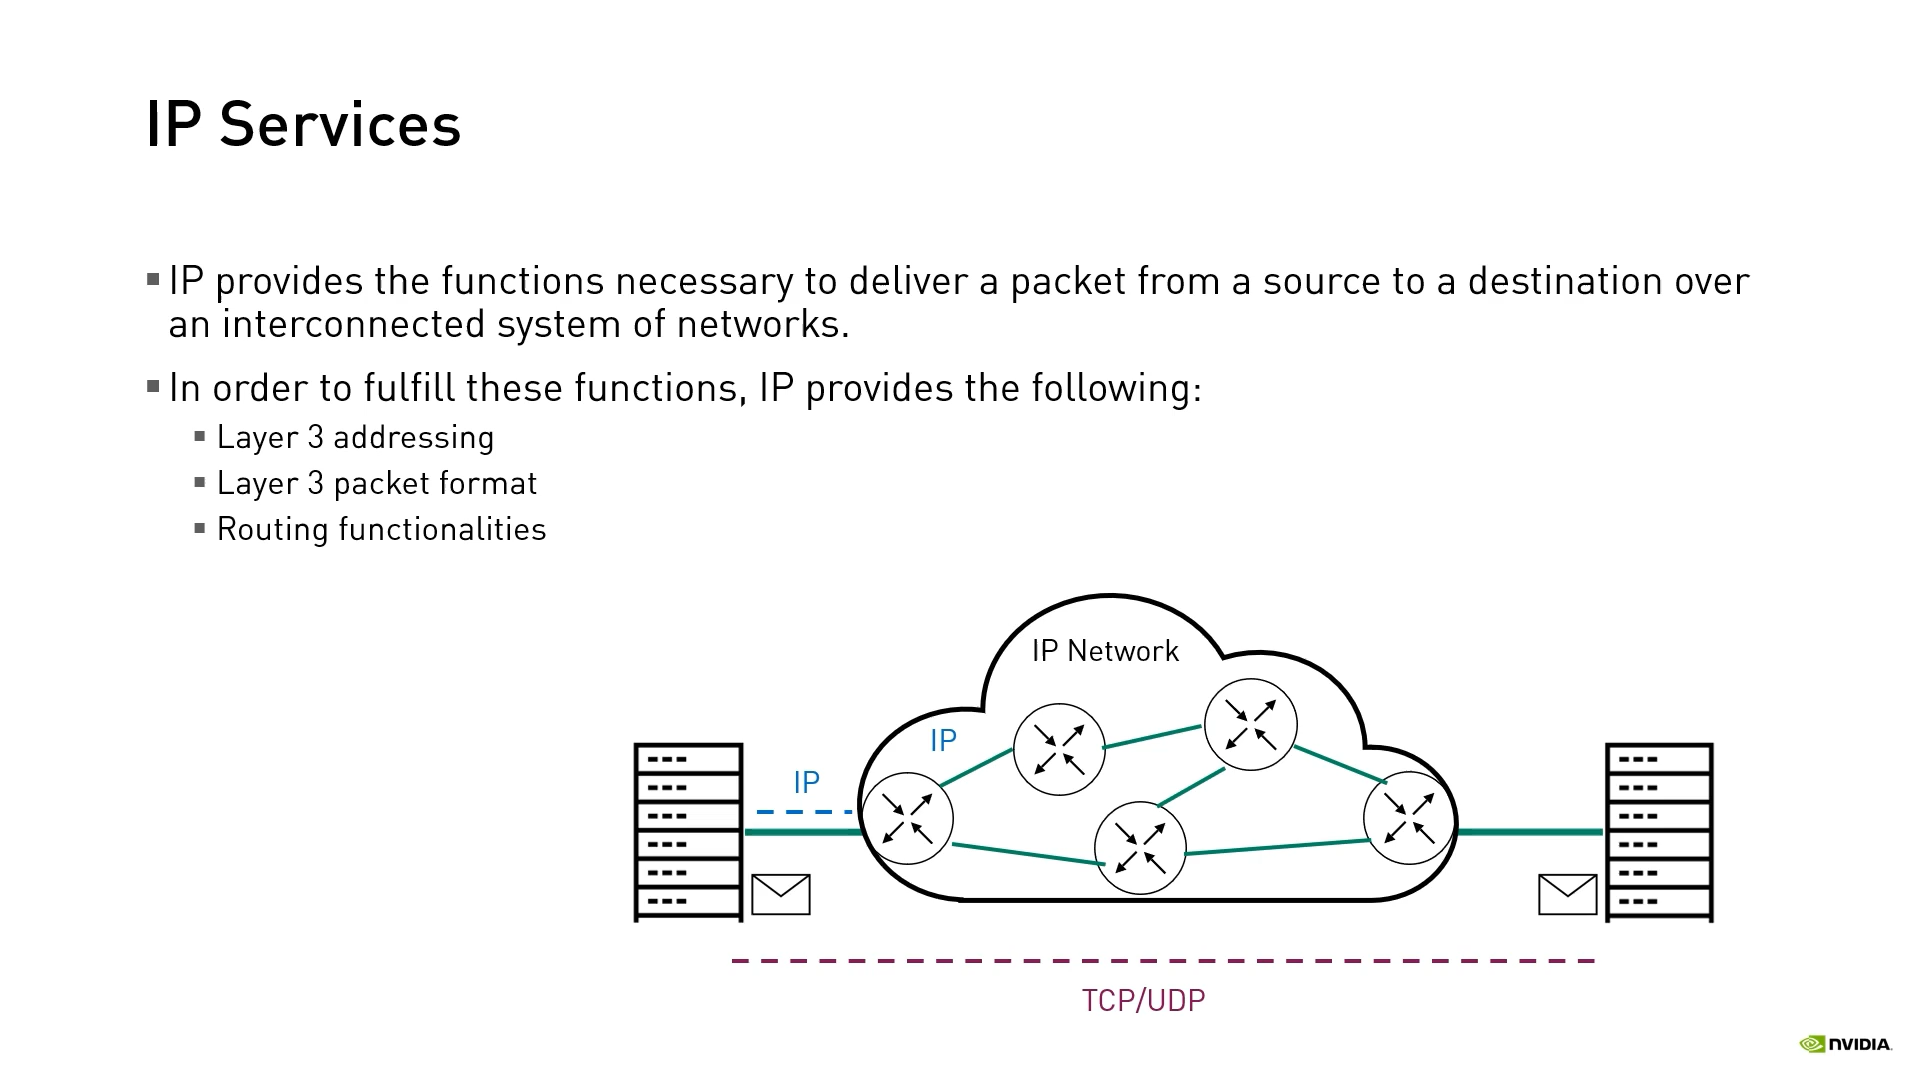 IP Services
▪ IP provides the functions necessary to deliver a packet from a source to a destination over
an interconnected system of networks.
▪ In order to fulfill these functions, IP provides the following:
▪ Layer 3 addressing
▪ Layer 3 packet format
▪ Routing functionalities
IP Network
IP
IP
TCP/UDP
NVIDIA.